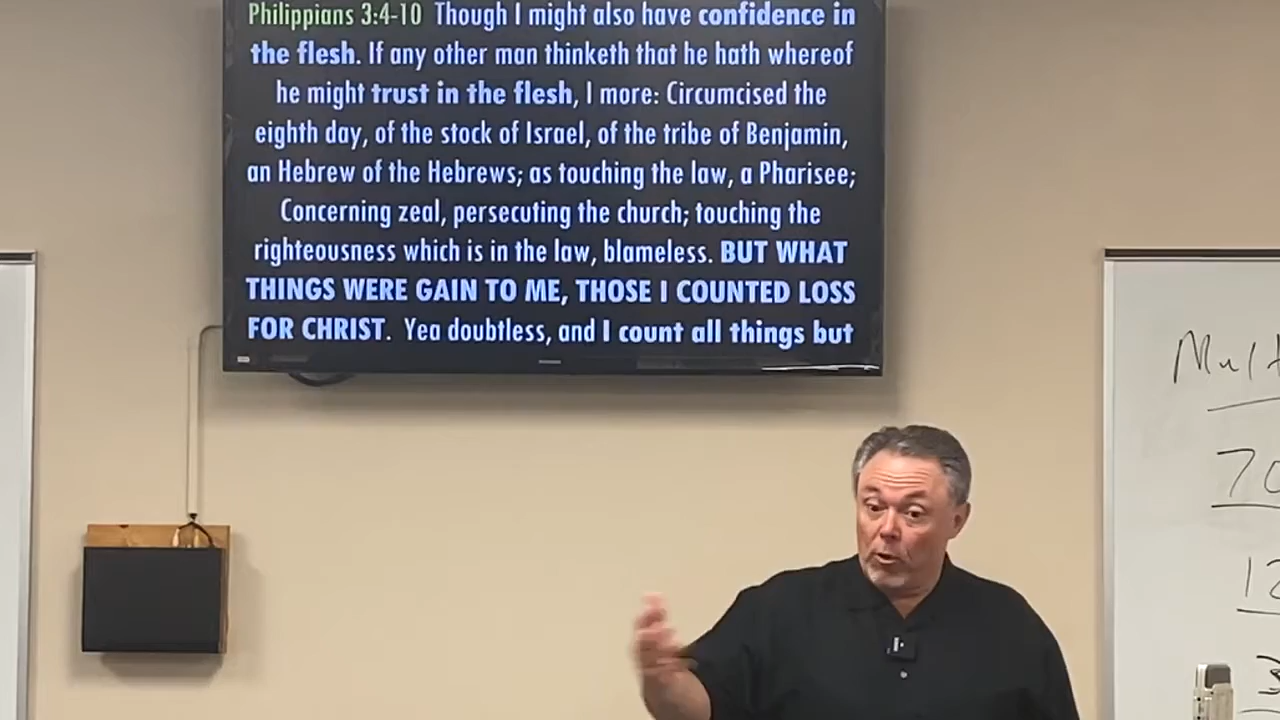 Philippians 3:4-10 Though I might also have confidence in
the flesh. If any other man thinketh that he hath whereof
he might trust in the flesh, I more: Circumcised the
eighth day, of the stock of Israel, of the tribe of Benjamin,
an Hebrew of the Hebrews; as touching the law, a Pharisee;
Concerning zeal, persecuting the church; touching the
righteousness which is in the law, blameless. BUT WHAT
THINGS WERE GAIN TO ME, THOSE I COUNTED LOSS
FOR CHRIST. Yea doubtless, and I count all things but
70
12
3